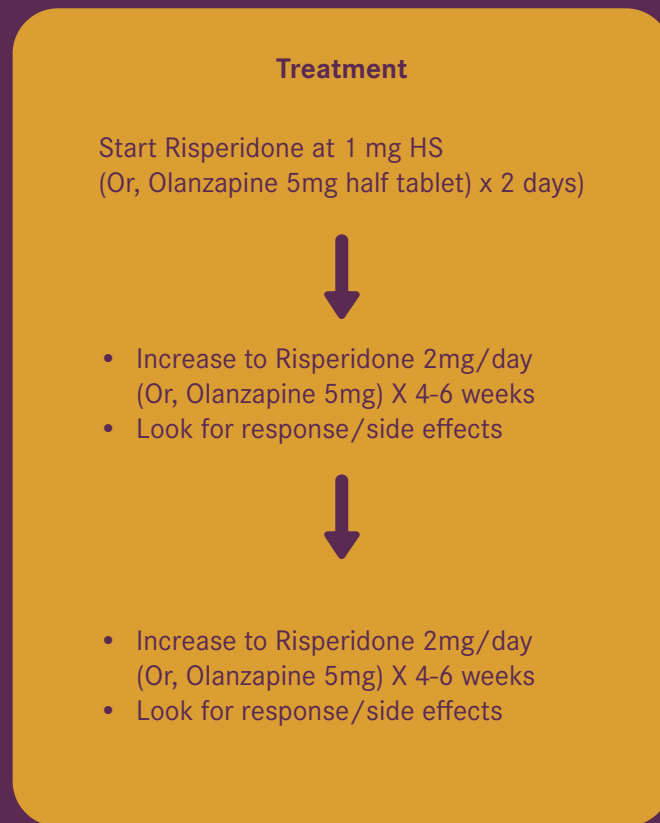 Treatment
Start Risperidone at 1 mg HS
(Or, Olanzapine 5mg half tablet) x 2 days)
• Increase to Risperidone 2mg/day
(Or, Olanzapine 5mg) X 4-6 weeks
• Look for response/side effects
• Increase to Risperidone 2mg/day
(Or, Olanzapine 5mg) X 4-6 weeks
• Look for response/side effects